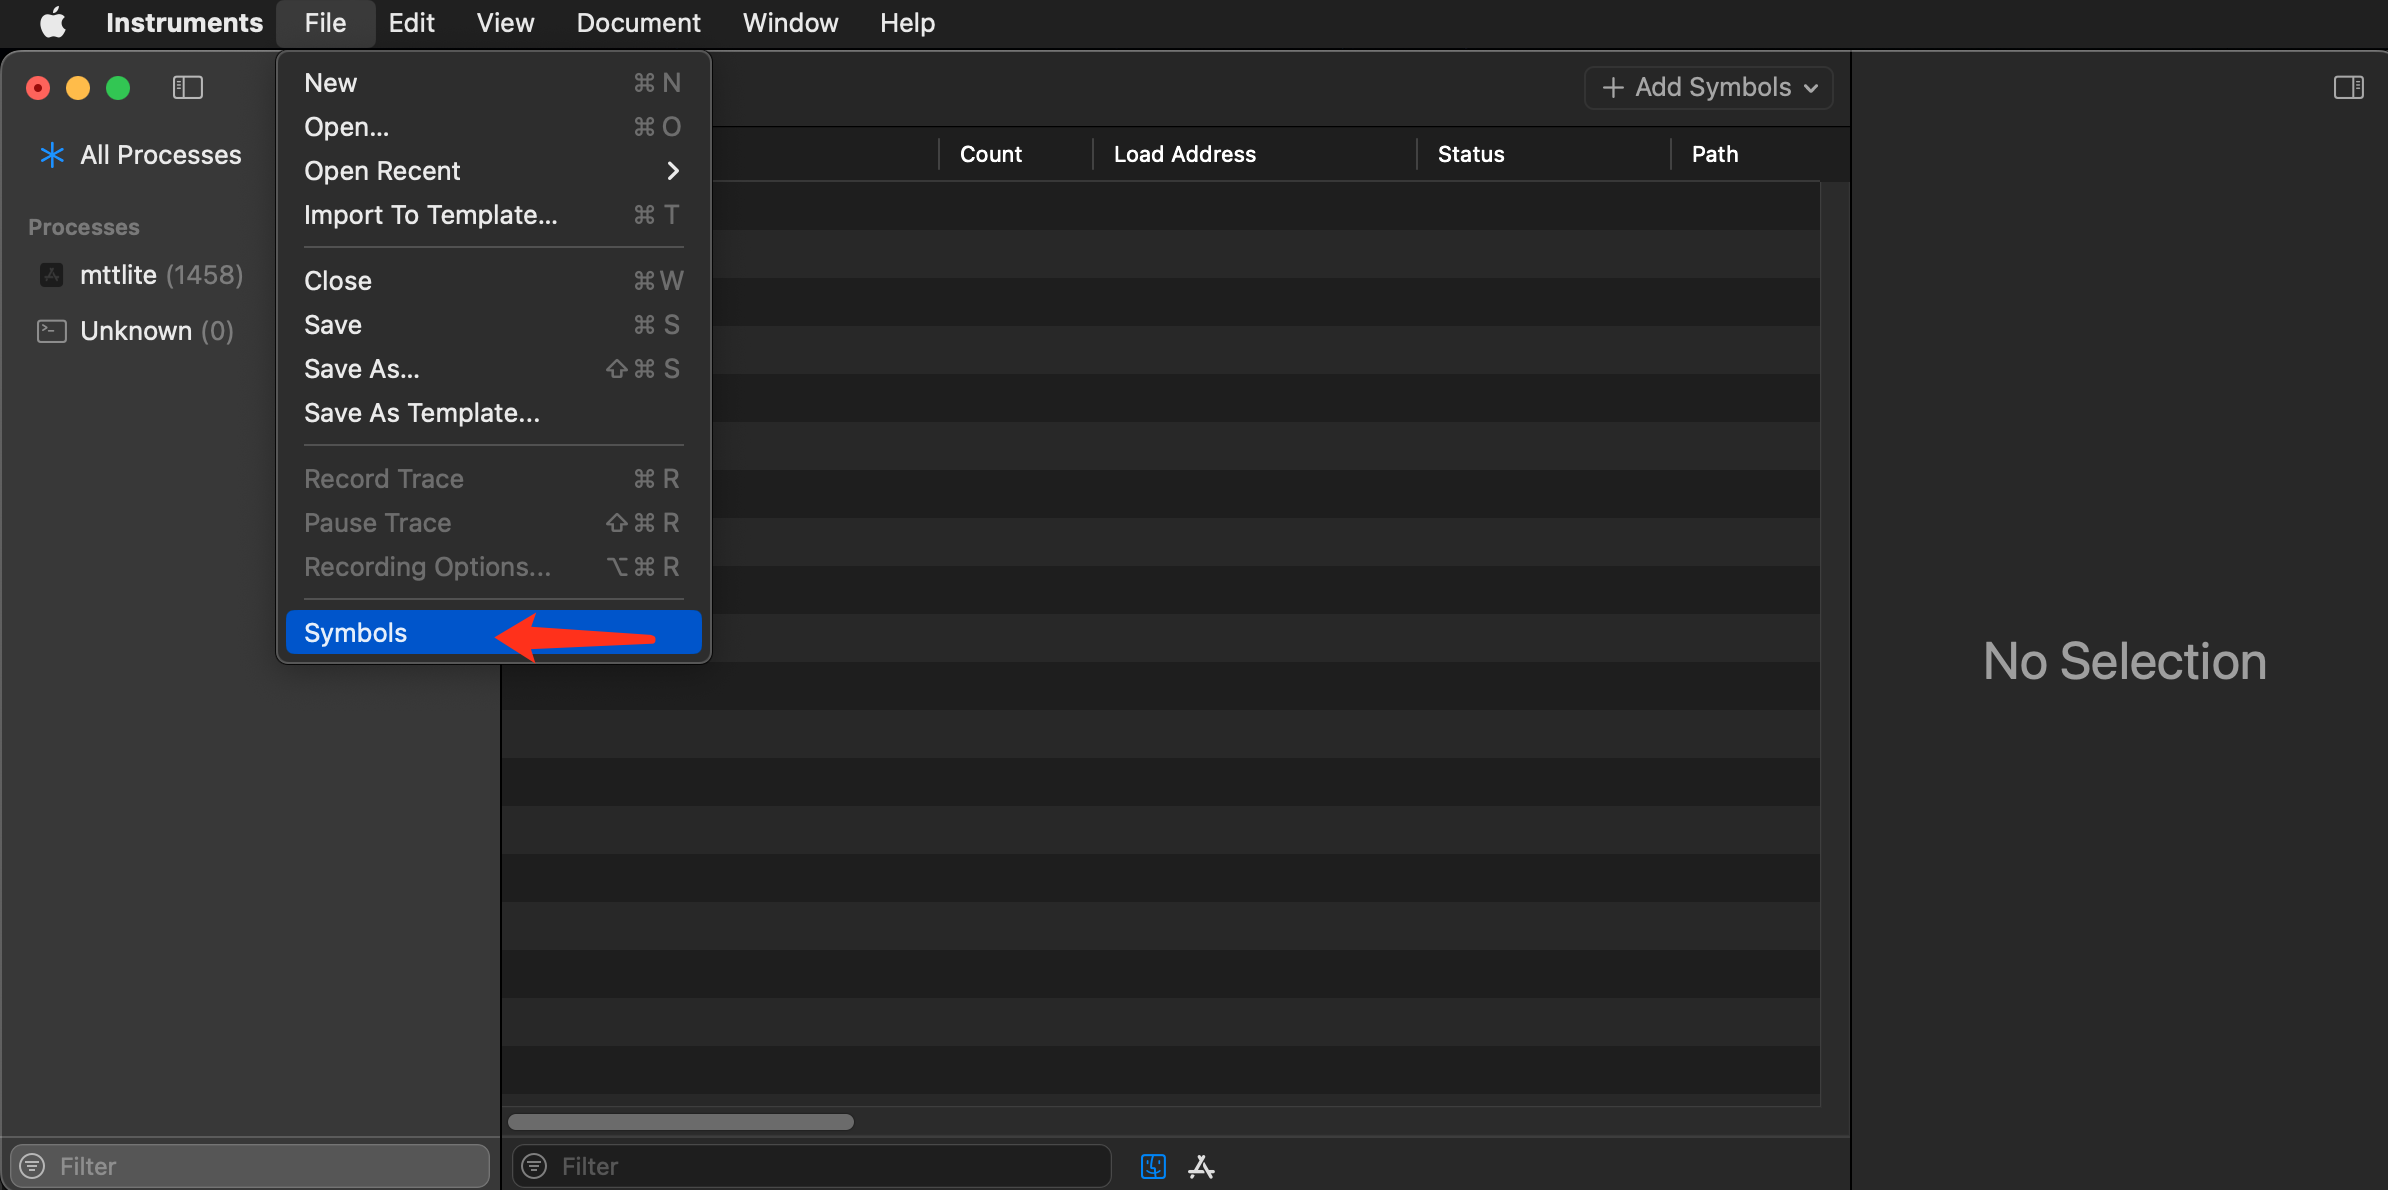 Instruments File Edit View Document Window Help
New ⌘ N
Open... ⌘ O
Open Recent
Import To Template... ⌘ T
Close ⌘ W
Save ⌘ S
Save As... ⇧ ⌘ S
Save As Template...
Record Trace ⌘ R
Pause Trace ⇧ ⌘ R
Recording Options... ⌥ ⌘ R
Symbols
All Processes
Processes
mttlite (1458)
Unknown (0)
Filter
+ Add Symbols
Count Load Address Status Path
Filter
No Selection